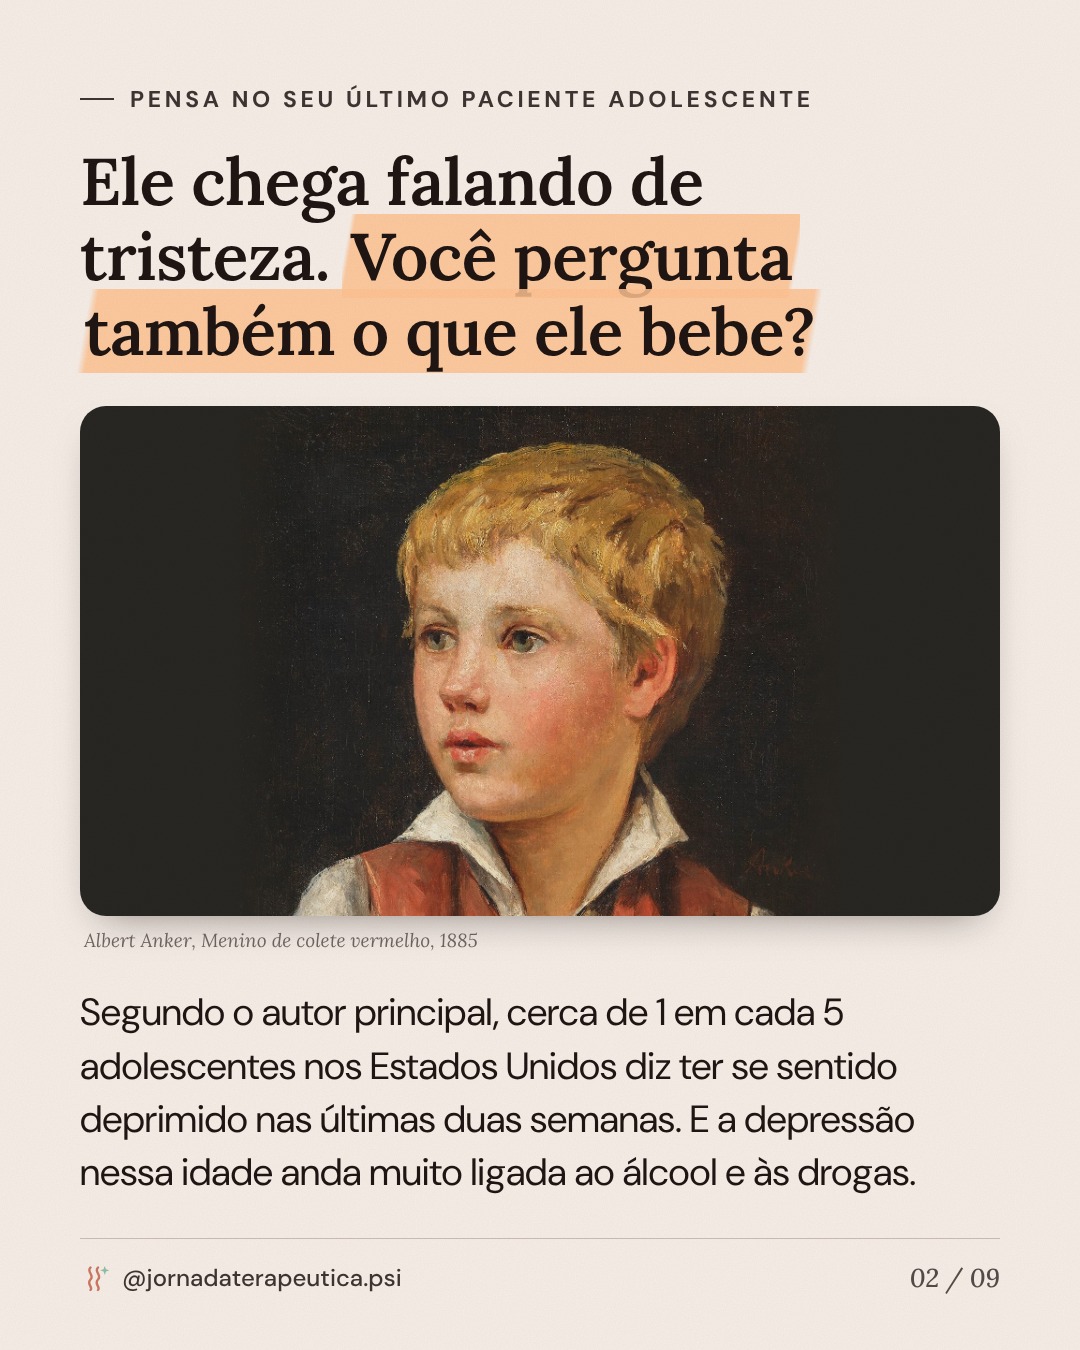 PENSA NO SEU ÚLTIMO PACIENTE ADOLESCENTE
Ele chega falando de
tristeza. Você pergunta
também o que ele bebe?
Albert Anker, Menino de colete vermelho, 1885
Segundo o autor principal, cerca de 1 em cada 5
adolescentes nos Estados Unidos diz ter se sentido
deprimido nas últimas duas semanas. E a depressão
nessa idade anda muito ligada ao álcool e às drogas.
@jornadaterapeutica.psi
02 / 09